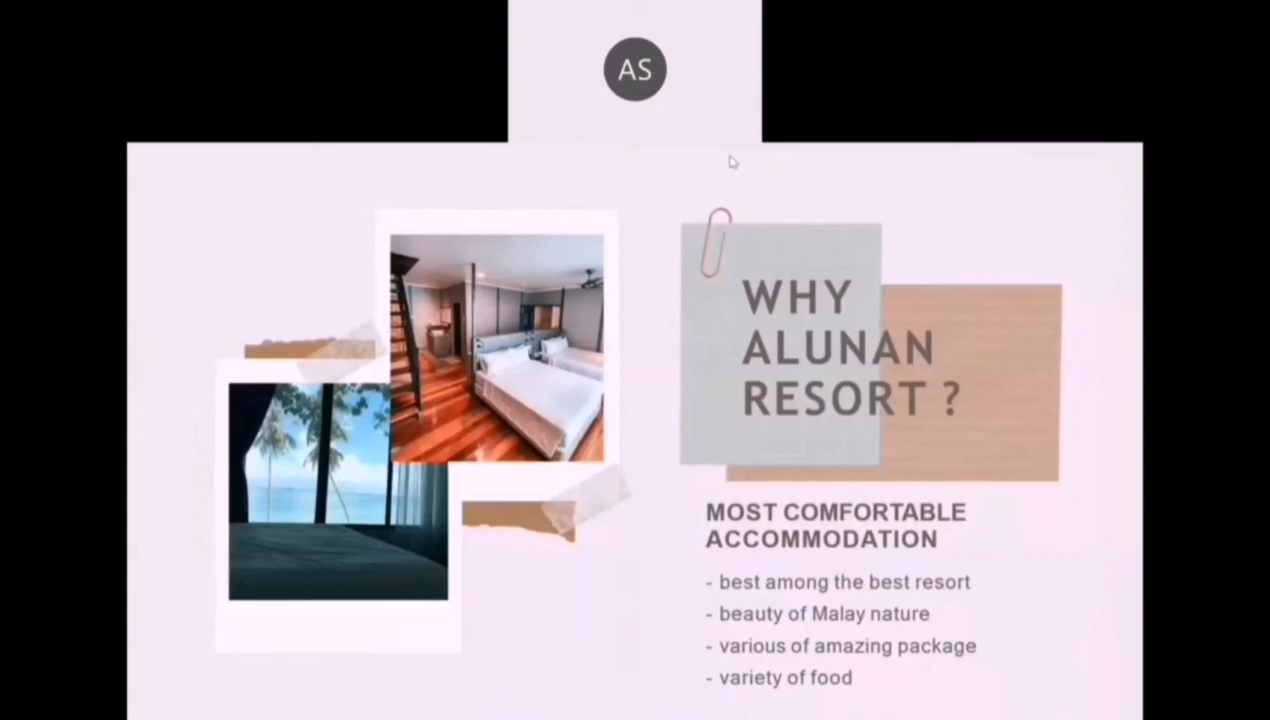 AS
WHY
ALUNAN
RESORT ?
MOST COMFORTABLE
ACCOMMODATION
- best among the best resort
- beauty of Malay nature
- various of amazing package
- variety of food